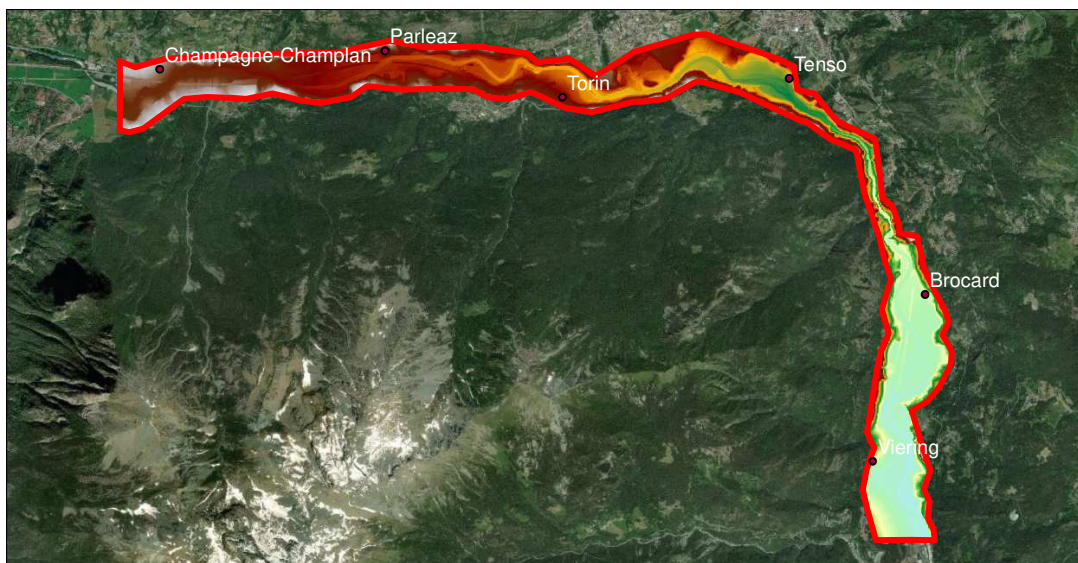 Parleaz
Champagne-Champlan
Tenso
Torin
Brocard
Viering